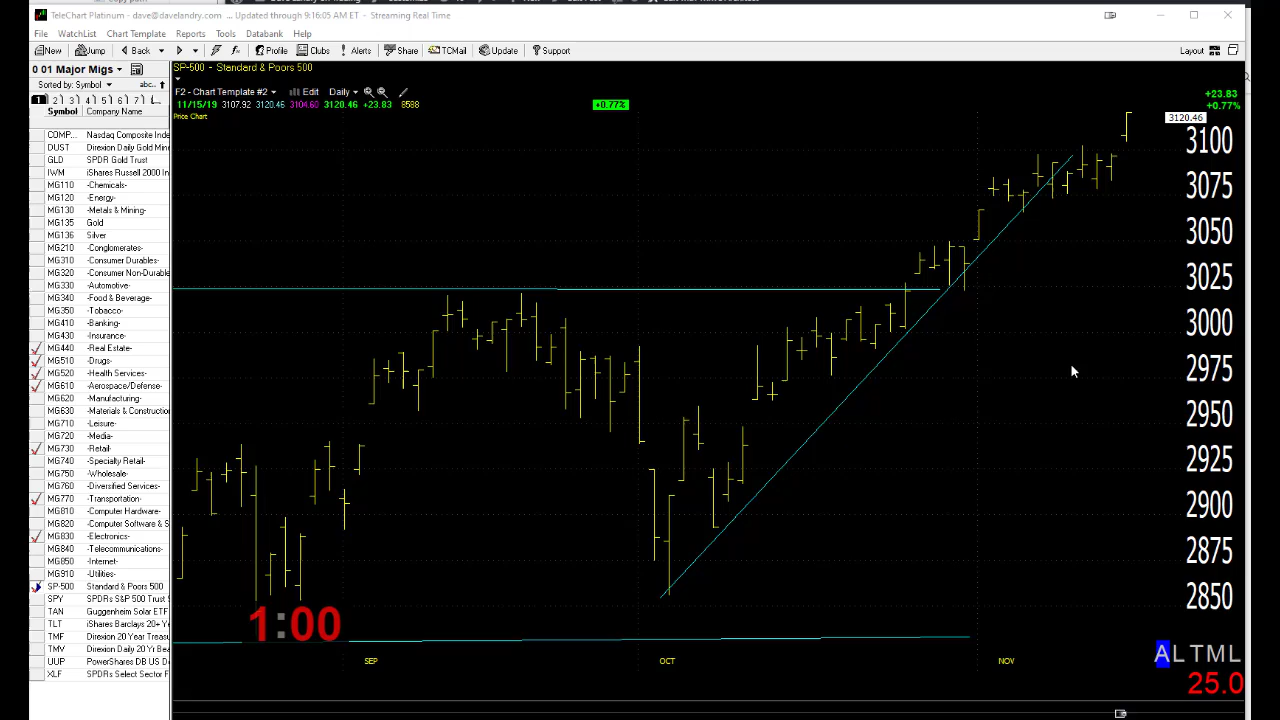 TeleChart Platinum - dave@davelandry.com ... Updated through 9:16:05 AM ET - Streaming Real Time
File WatchList Chart Template Reports Tools Databank Help
New Jump Back Profile Clubs Alerts Share TCMail Update Support Layout
0 01 Major Migs
Sorted by: Symbol abc..
1 2 3 4 5 6 7
Symbol Company Name
COMP... Nasdaq Composite Inde
DUST Direxion Daily Gold Mine
GLD SPDR Gold Trust
IWM iShares Russell 2000 In
MG110 -Chemicals-
MG120 -Energy-
MG130 -Metals & Mining-
MG135 Gold
MG136 Silver
MG210 -Conglomerates-
MG310 -Consumer Durables-
MG320 -Consumer Non-Durable
MG330 -Automotive-
MG340 -Food & Beverage-
MG350 -Tobacco-
MG410 -Banking-
MG430 -Insurance-
MG440 -Real Estate-
MG510 -Drugs-
MG520 -Health Services-
MG610 -Aerospace/Defense-
MG620 -Manufacturing-
MG630 -Materials & Constructio
MG710 -Leisure-
MG720 -Media-
MG730 -Retail-
MG740 -Specialty Retail-
MG750 -Wholesale-
MG760 -Diversified Services-
MG770 -Transportation-
MG810 -Computer Hardware-
MG820 -Computer Software & S
MG830 -Electronics-
MG840 -Telecommunications-
MG850 -Internet-
MG910 -Utilities-
SP-500 Standard & Poors 500
SPY SPDRs S&P 500 Trust S
TAN Guggenheim Solar ETF
TLT iShares Barclays 20+ Ye
TMF Direxion 20 Year Treasu
TMV Direxion 20 Yr Bea
UUP PowerShares DB US D
XLF SPDRs Select Sector F
SP-500 - Standard & Poors 500
F2 - Chart Template #2 Edit Daily
11/15/19 3107.92 3120.46 3104.60 3120.46 +23.83 8588 +0.77%
Price Chart
+23.83
+0.77%
3120.46
3100
3075
3050
3025
3000
2975
2950
2925
2900
2875
2850
1:00
SEP OCT NOV
ALTML
25.0